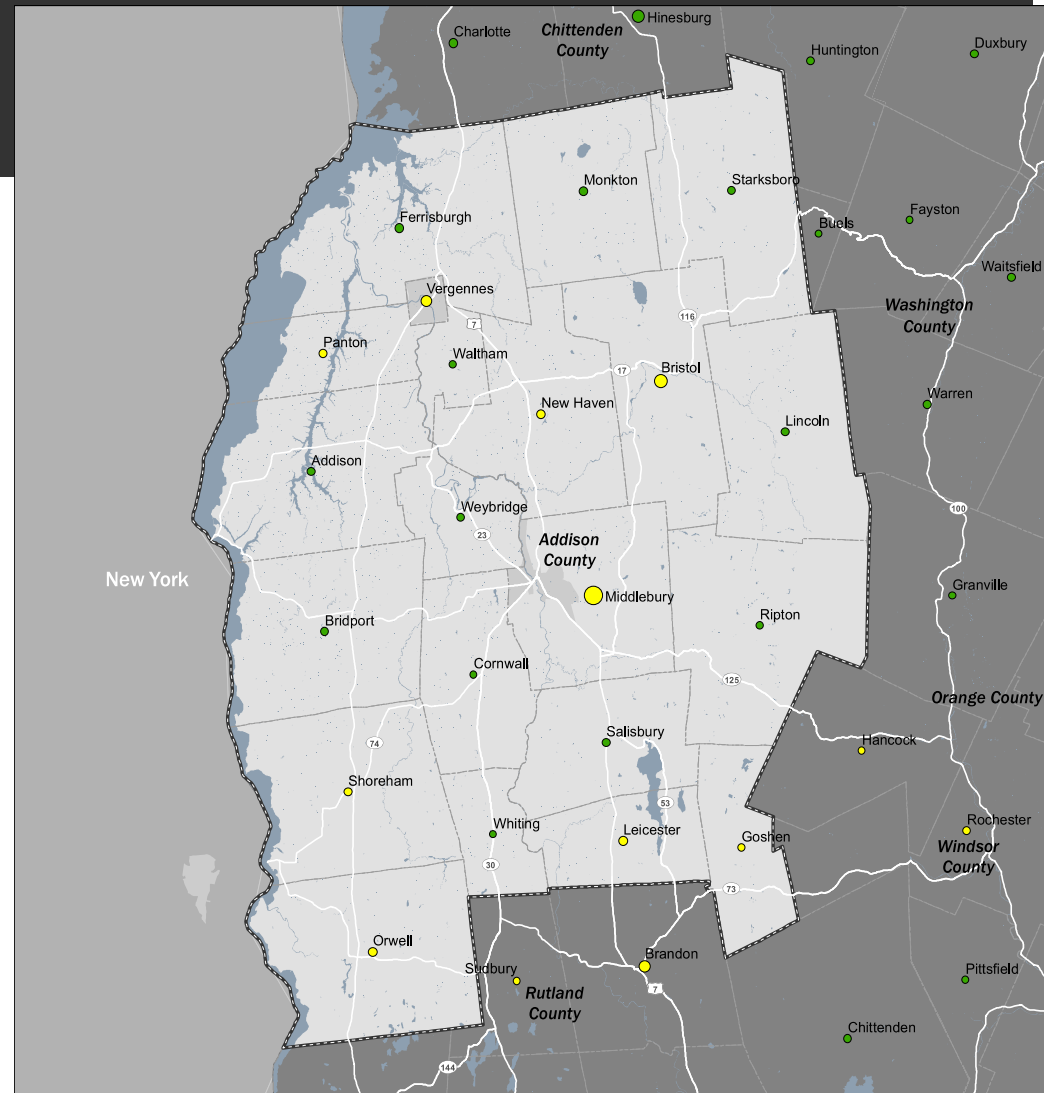 Hinesburg
Charlotte
Chittenden
County
Huntington
Duxbury
Monkton
Starksboro
Ferrisburgh
Fayston
Buels
Waitsfield
Vergennes
Washington
County
7
116
Panton
Waltham
17
Bristol
New Haven
Warren
Lincoln
Addison
Weybridge
100
23
Addison
County
New York
Middlebury
Granville
Bridport
Ripton
Cornwall
125
Orange County
74
Salisbury
Hancock
Shoreham
53
Whiting
Leicester
Goshen
Rochester
Windsor
County
30
73
Orwell
Sudbury
Brandon
Pittsfield
7
Rutland
County
Chittenden
144